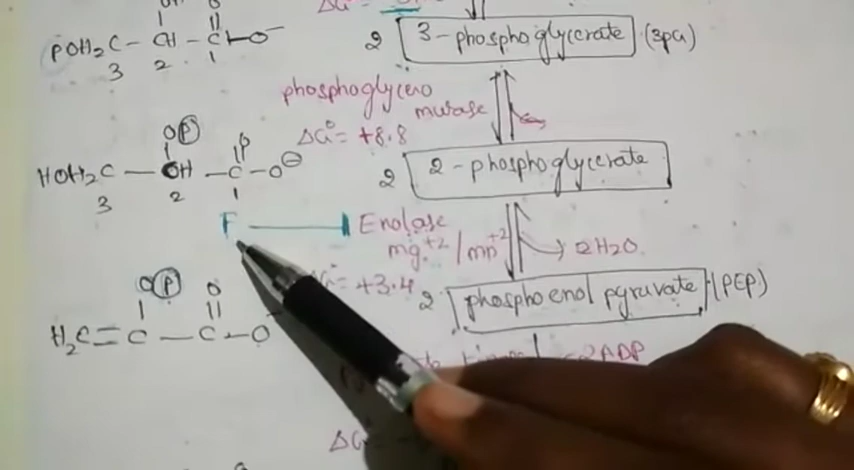 POH₂C - CH - C - O⁻
3 2 1
2 3-phosphoglycerate (3PG)
phosphoglycero
mutase
ΔG° = +8.8
O(P) O
HOH₂C — CH - C - O⊖
3 2 1
2 2-phosphoglycerate
F Enolase
mg⁺²/mn⁺² 2H2O
ΔG° = +3.4
O(P) O
H₂C = C — C - O⁻
2 phosphoenol pyruvate (PEP)
2ADP
ΔG